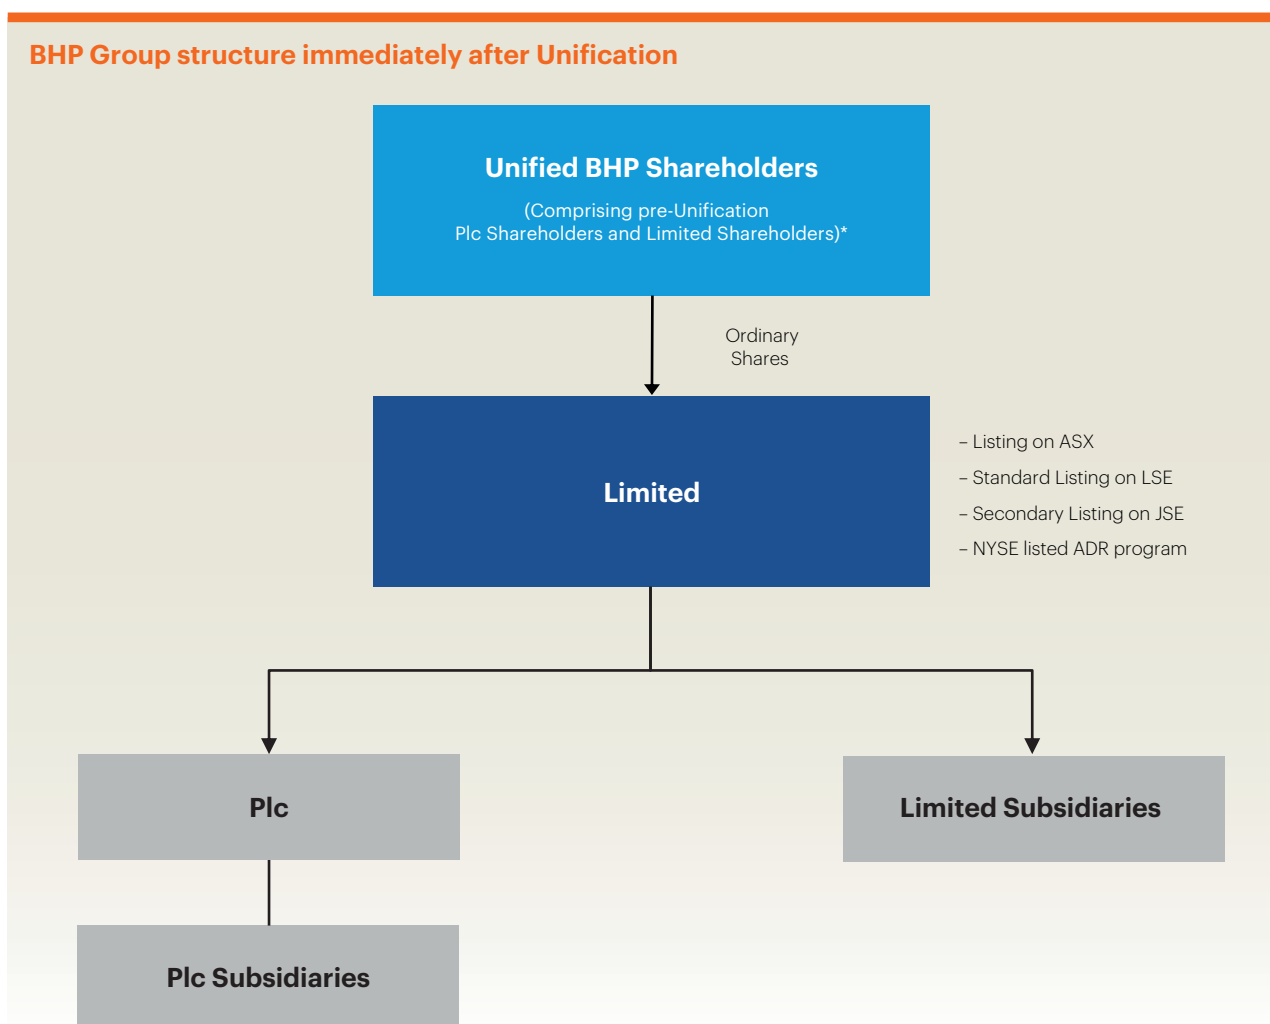 BHP Group structure immediately after Unification
Unified BHP Shareholders
(Comprising pre-Unification
Plc Shareholders and Limited Shareholders)*
Ordinary
Shares
Limited
– Listing on ASX
– Standard Listing on LSE
– Secondary Listing on JSE
– NYSE listed ADR program
Plc
Limited Subsidiaries
Plc Subsidiaries